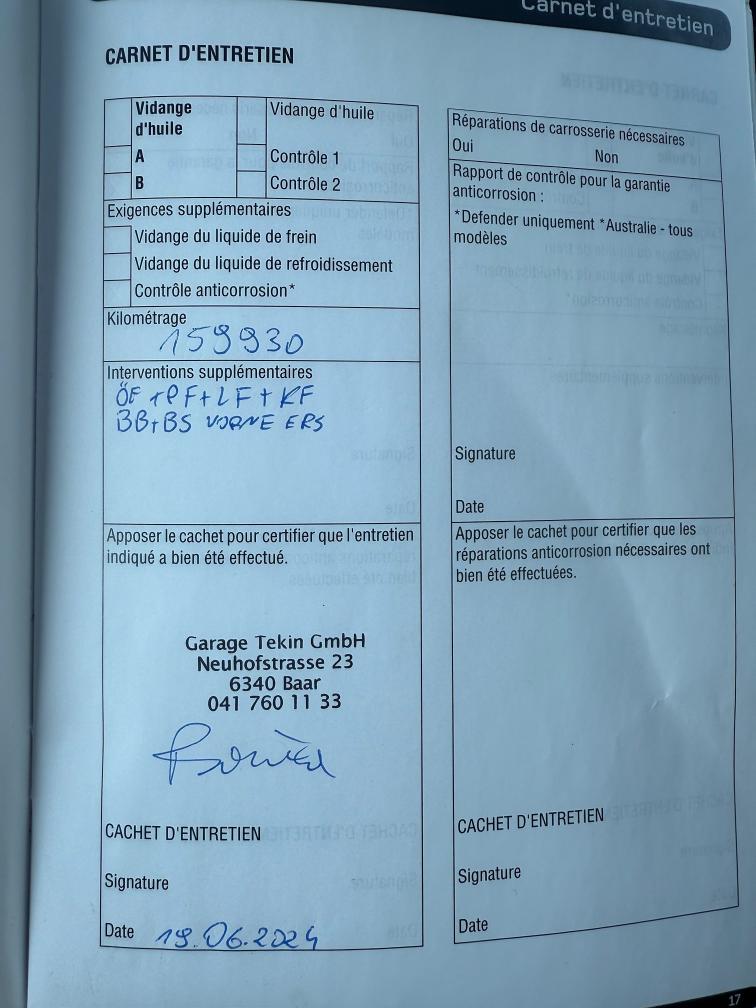 Carnet d'entretien
CARNET D'ENTRETIEN
Vidange d'huile
Vidange d'huile
A
Contrôle 1
B
Contrôle 2
Exigences supplémentaires
Vidange du liquide de frein
Vidange du liquide de refroidissement
Contrôle anticorrosion*
Kilométrage
159930
Interventions supplémentaires
ÖF +PF+LF+KF
BB+BS VORNE ERS
Apposer le cachet pour certifier que l'entretien
indiqué a bien été effectué.
Garage Tekin GmbH
Neuhofstrasse 23
6340 Baar
041 760 11 33
CACHET D'ENTRETIEN
Signature
Date 19.06.2024
Réparations de carrosserie nécessaires
Oui Non
Rapport de contrôle pour la garantie
anticorrosion :
*Defender uniquement *Australie - tous
modèles
Signature
Date
Apposer le cachet pour certifier que les
réparations anticorrosion nécessaires ont
bien été effectuées.
CACHET D'ENTRETIEN
Signature
Date
17